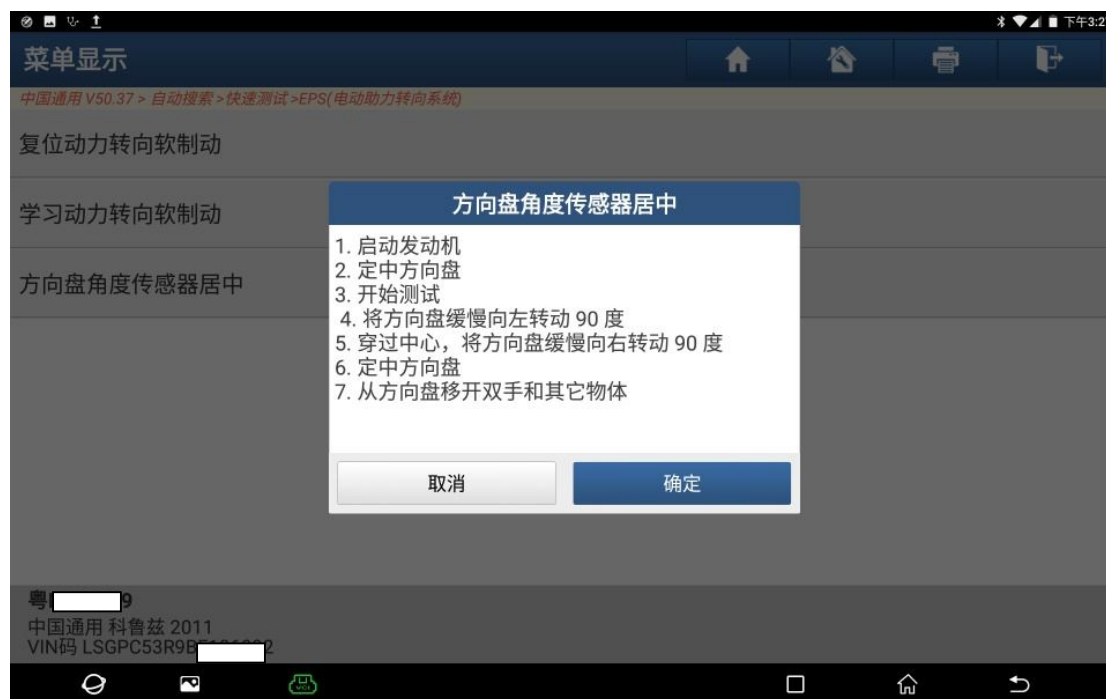 下午3:2
菜单显示
中国通用 V50.37 > 自动搜索 > 快速测试 >EPS(电动助力转向系统)
复位动力转向软制动
学习动力转向软制动
方向盘角度传感器居中
方向盘角度传感器居中
1. 启动发动机
2. 定中方向盘
3. 开始测试
4. 将方向盘缓慢向左转动 90 度
5. 穿过中心，将方向盘缓慢向右转动 90 度
6. 定中方向盘
7. 从方向盘移开双手和其它物体
取消
确定
粤 9
中国通用 科鲁兹 2011
VIN码 LSGPC53R9B 2
VCI